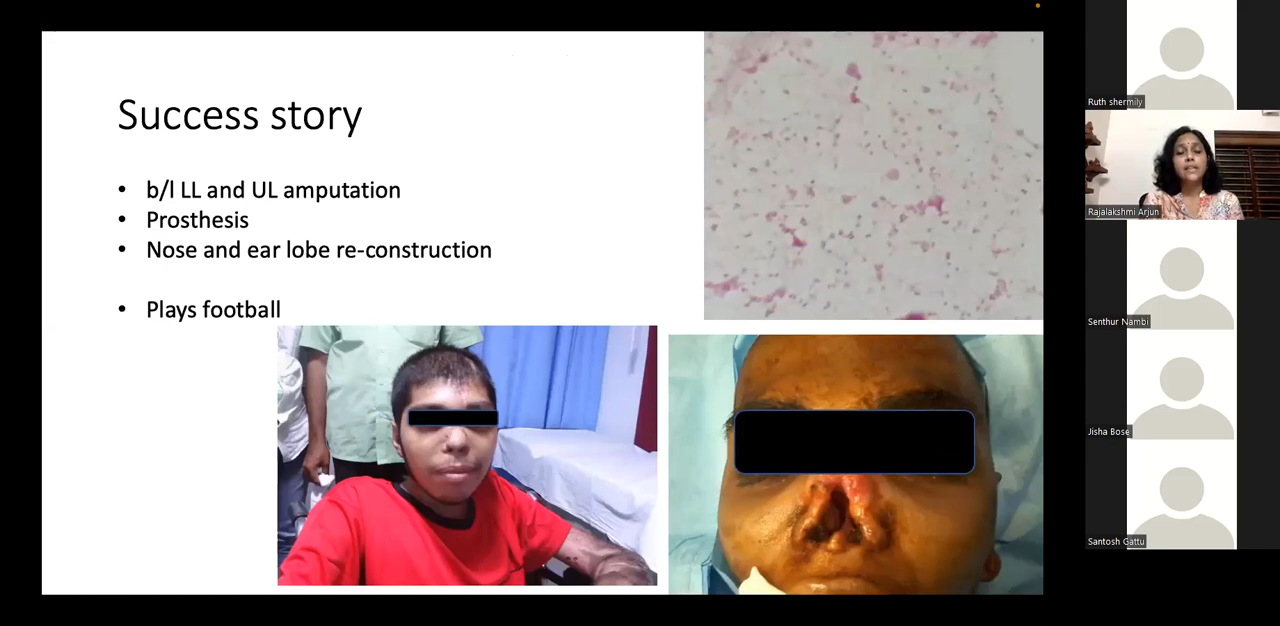 Success story
• b/l LL and UL amputation
• Prosthesis
• Nose and ear lobe re-construction
• Plays football
Ruth shermily
Rajalakshmi Arjun
Senthur Nambi
Jisha Bose
Santosh Gattu